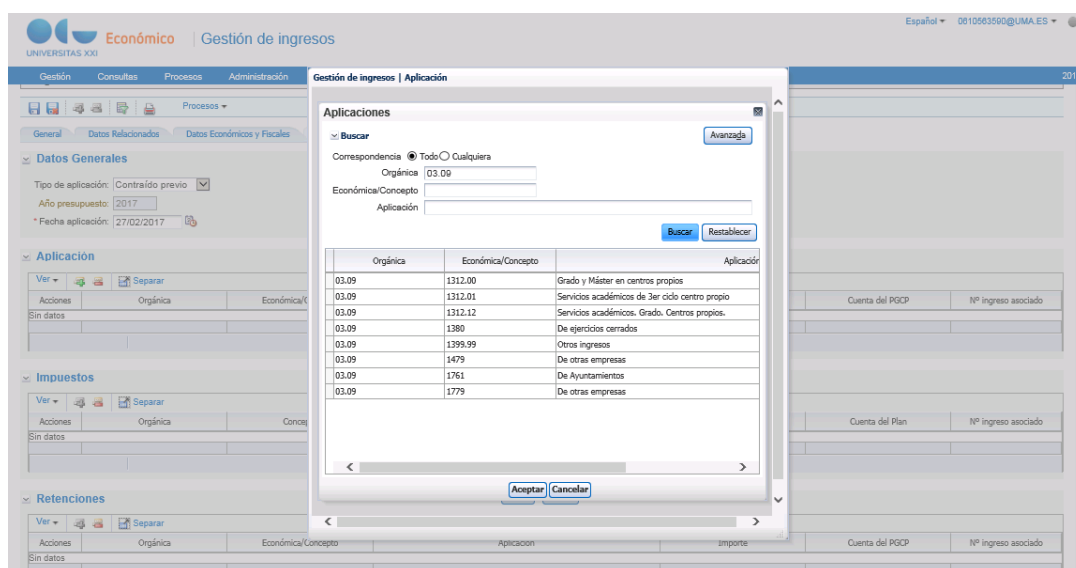 Español 0610563590@UMA.ES
UNIVERSITAS XXI
Económico | Gestión de ingresos
Gestión Consultas Procesos Administración 201
Gestión de ingresos | Aplicación
Procesos
General Datos Relacionados Datos Económicos y Fiscales
Datos Generales
Tipo de aplicación: Contraído previo
Año presupuesto: 2017
* Fecha aplicación: 27/02/2017
Aplicaciones
Buscar Avanzada
Correspondencia Todo Cualquiera
Orgánica 03.09
Económica/Concepto
Aplicación
Buscar Restablecer
Orgánica Económica/Concepto Aplicación
03.09 1312.00 Grado y Máster en centros propios
03.09 1312.01 Servicios académicos de 3er ciclo centro propio
03.09 1312.12 Servicios académicos. Grado. Centros propios.
03.09 1380 De ejercicios cerrados
03.09 1399.99 Otros ingresos
03.09 1479 De otras empresas
03.09 1761 De Ayuntamientos
03.09 1779 De otras empresas
Aceptar Cancelar
Aplicación
Ver Separar
Acciones Orgánica Económica/C Cuenta del PGCP Nº ingreso asociado
Sin datos
Impuestos
Ver Separar
Acciones Orgánica Concep Cuenta del Plan Nº ingreso asociado
Sin datos
Retenciones
Ver Separar
Acciones Orgánica Económica/Concepto Aplicación Importe Cuenta del PGCP Nº ingreso asociado
Sin datos